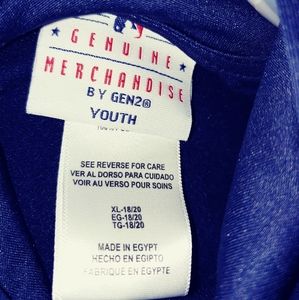 GENUINE
MERCHANDISE
BY GEN2®
YOUTH
SEE REVERSE FOR CARE
VER AL DORSO PARA CUIDADO
VOIR AU VERSO POUR SOINS
XL-18/20
EG-18/20
TG-18/20
MADE IN EGYPT
HECHO EN EGIPTO
FABRIQUE EN EGYPTE